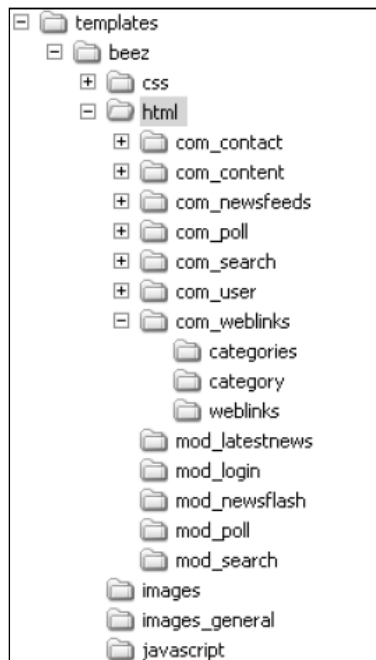 templates
beez
css
html
com_contact
com_content
com_newsfeeds
com_poll
com_search
com_user
com_weblinks
categories
category
weblinks
mod_latestnews
mod_login
mod_newsflash
mod_poll
mod_search
images
images_general
javascript